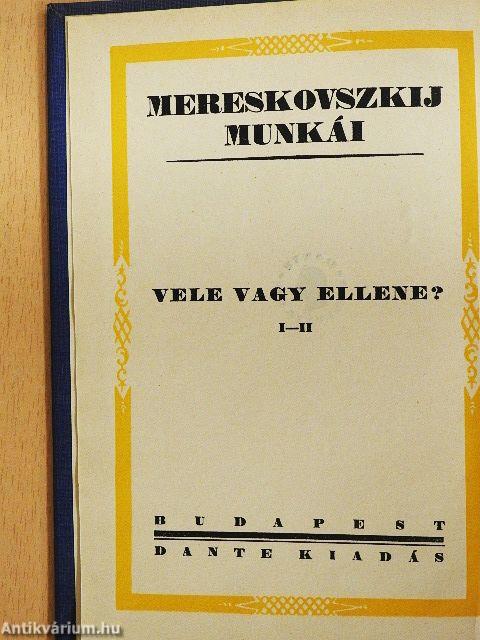 MERESKOVSZKIJ
MUNKÁI
VELE VAGY ELLENE?
I—II
BUDAPEST
DANTE KIADÁS
Antikvárium.hu